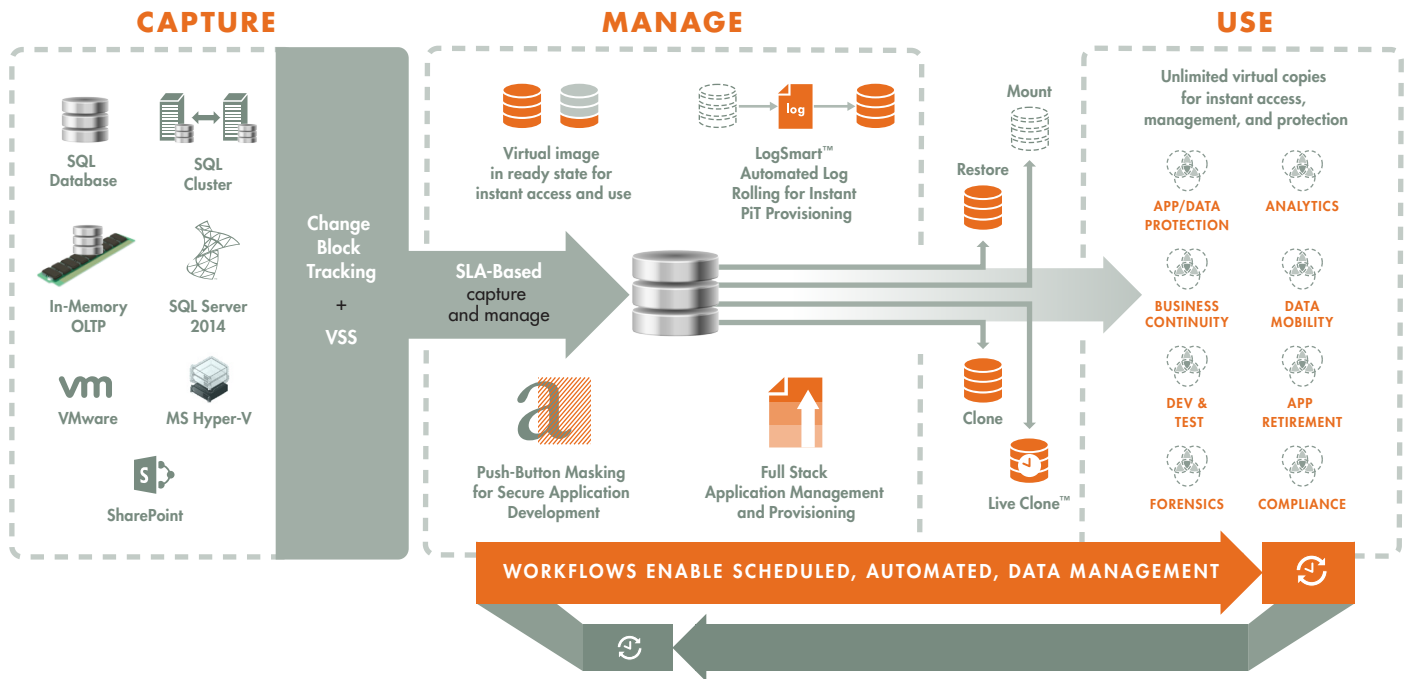 CAPTURE
SQL
Database
SQL
Cluster
In-Memory
OLTP
SQL Server
2014
vm
VMware
MS Hyper-V
S
SharePoint
Change
Block
Tracking
+
VSS
MANAGE
Virtual image
in ready state for
instant access and use
log
LogSmart™
Automated Log
Rolling for Instant
PiT Provisioning
SLA-Based
capture
and manage
a
Push-Button Masking
for Secure Application
Development
Full Stack
Application Management
and Provisioning
Mount
Restore
Clone
Live Clone™
USE
Unlimited virtual copies
for instant access,
management, and protection
APP/DATA
PROTECTION
ANALYTICS
BUSINESS
CONTINUITY
DATA
MOBILITY
DEV &
TEST
APP
RETIREMENT
FORENSICS
COMPLIANCE
WORKFLOWS ENABLE SCHEDULED, AUTOMATED, DATA MANAGEMENT